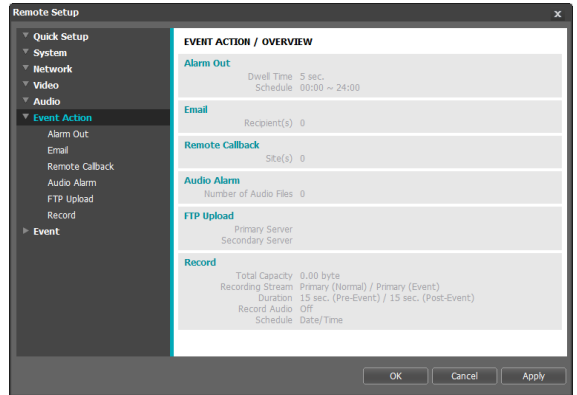 Remote Setup
x
Quick Setup
System
Network
Video
Audio
Event Action
Alarm Out
Email
Remote Callback
Audio Alarm
FTP Upload
Record
Event
EVENT ACTION / OVERVIEW
Alarm Out
Dwell Time 5 sec.
Schedule 00:00 ~ 24:00
Email
Recipient(s) 0
Remote Callback
Site(s) 0
Audio Alarm
Number of Audio Files 0
FTP Upload
Primary Server
Secondary Server
Record
Total Capacity 0.00 byte
Recording Stream Primary (Normal) / Primary (Event)
Duration 15 sec. (Pre-Event) / 15 sec. (Post-Event)
Record Audio Off
Schedule Date/Time
OK Cancel Apply